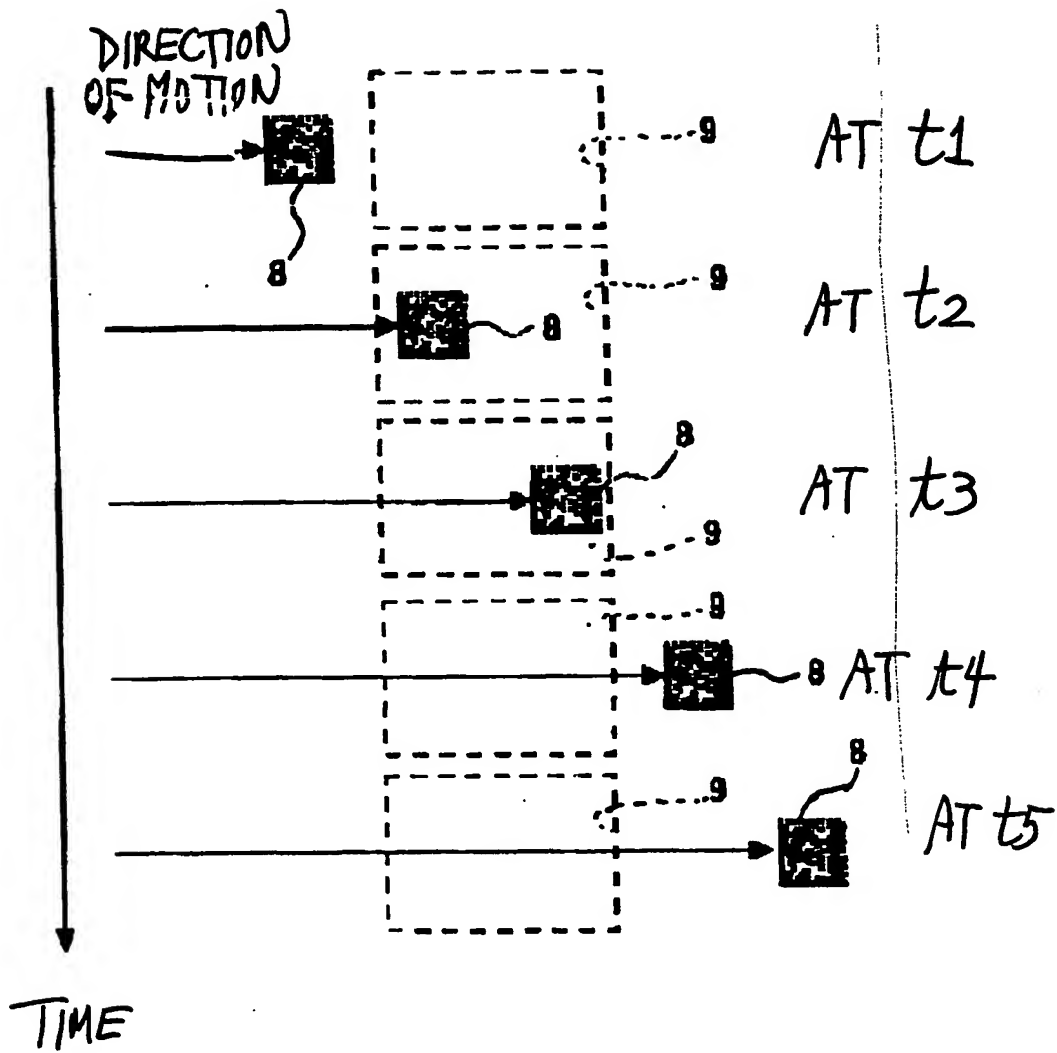 DIRECTION
OF MOTION
9
AT t1
8
9
AT t2
8
8
AT t3
9
9
8
AT t4
8
9
AT t5
TIME